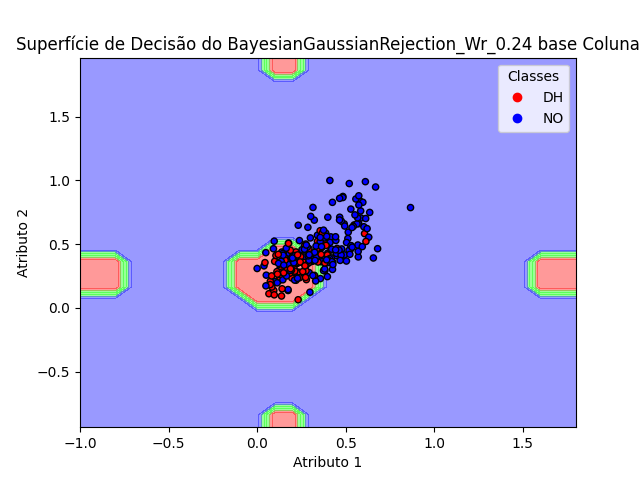 Superfície de Decisão do BayesianGaussianRejection_Wr_0.24 base Coluna
Classes
DH
NO
1.5
1.0
0.5
0.0
−0.5
Atributo 2
−1.0
−0.5
0.0
0.5
1.0
1.5
Atributo 1